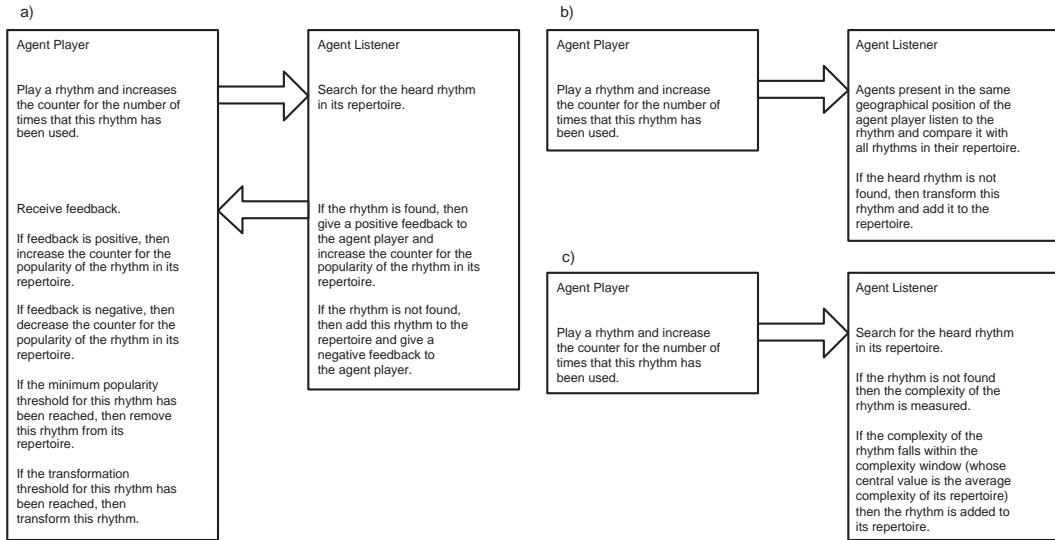 a)
Agent Player
Play a rhythm and increases
the counter for the number of
times that this rhythm has
been used.
Receive feedback.
If feedback is positive, then
increase the counter for the
popularity of the rhythm in its
repertoire.
If feedback is negative, then
decrease the counter for the
popularity of the rhythm in its
repertoire.
If the minimum popularity
threshold for this rhythm has
been reached, then remove
this rhythm from its
repertoire.
If the transformation
threshold for this rhythm has
been reached, then
transform this rhythm.
Agent Listener
Search for the heard rhythm
in its repertoire.
If the rhythm is found, then
give a positive feedback to
the agent player and
increase the counter for the
popularity of the rhythm in its
repertoire.
If the rhythm is not found,
then add this rhythm to the
repertoire and give a
negative feedback to
the agent player.
b)
Agent Player
Play a rhythm and increase
the counter for the number of
times that this rhythm has
been used.
Agent Listener
Agents present in the same
geographical position of the
agent player listen to the
rhythm and compare it with
all rhythms in their repertoire.
If the heard rhythm is not
found, then transform this
rhythm and add it to the
repertoire.
c)
Agent Player
Play a rhythm and increase
the counter for the number of
times that this rhythm has
been used.
Agent Listener
Search for the heard rhythm
in its repertoire.
If the rhythm is not found
then the complexity of the
rhythm is measured.
If the complexity of the
rhythm falls within the
complexity window (whose
central value is the average
complexity of its repertoire)
then the rhythm is added to
its repertoire.